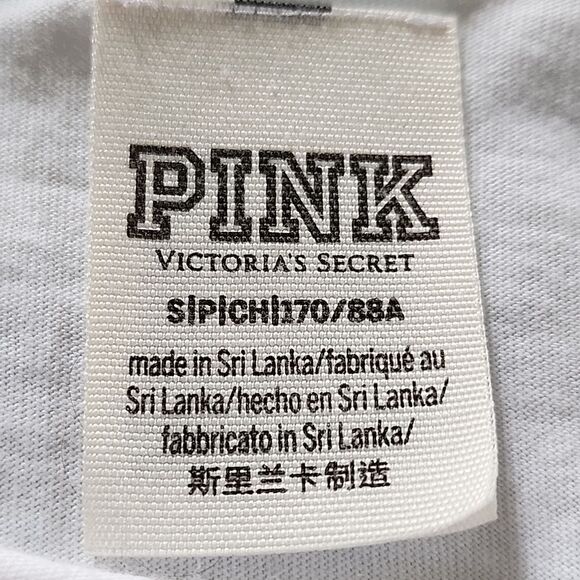 PINK
VICTORIA'S SECRET
S|P|CH|170/88A
made in Sri Lanka/fabriqué au
Sri Lanka/hecho en Sri Lanka/
fabbricato in Sri Lanka/
斯里兰卡制造